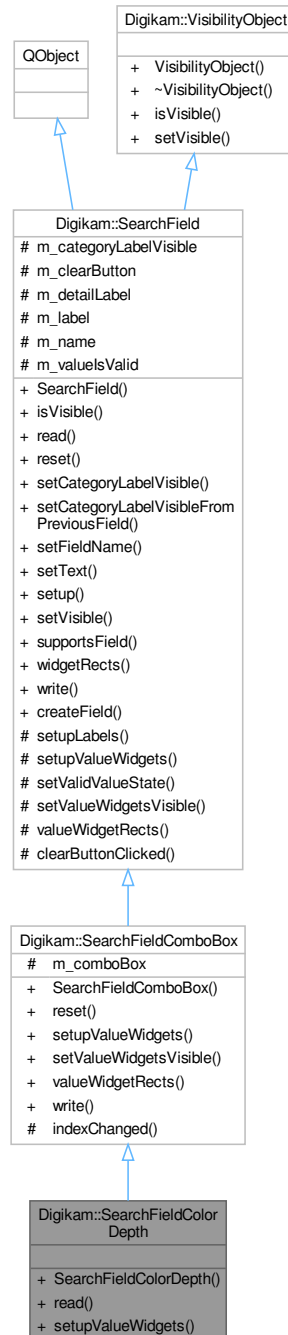 Digikam::VisibilityObject
+ VisibilityObject()
+ ~VisibilityObject()
+ isVisible()
+ setVisible()
QObject
Digikam::SearchField
# m_categoryLabelVisible
# m_clearButton
# m_detailLabel
# m_label
# m_name
# m_valueIsValid
+ SearchField()
+ isVisible()
+ read()
+ reset()
+ setCategoryLabelVisible()
+ setCategoryLabelVisibleFrom
PreviousField()
+ setFieldName()
+ setText()
+ setup()
+ setVisible()
+ supportsField()
+ widgetRects()
+ write()
+ createField()
# setupLabels()
# setupValueWidgets()
# setValidValueState()
# setValueWidgetsVisible()
# valueWidgetRects()
# clearButtonClicked()
Digikam::SearchFieldComboBox
# m_comboBox
+ SearchFieldComboBox()
+ reset()
+ setupValueWidgets()
+ setValueWidgetsVisible()
+ valueWidgetRects()
+ write()
# indexChanged()
Digikam::SearchFieldColor
Depth
+ SearchFieldColorDepth()
+ read()
+ setupValueWidgets()